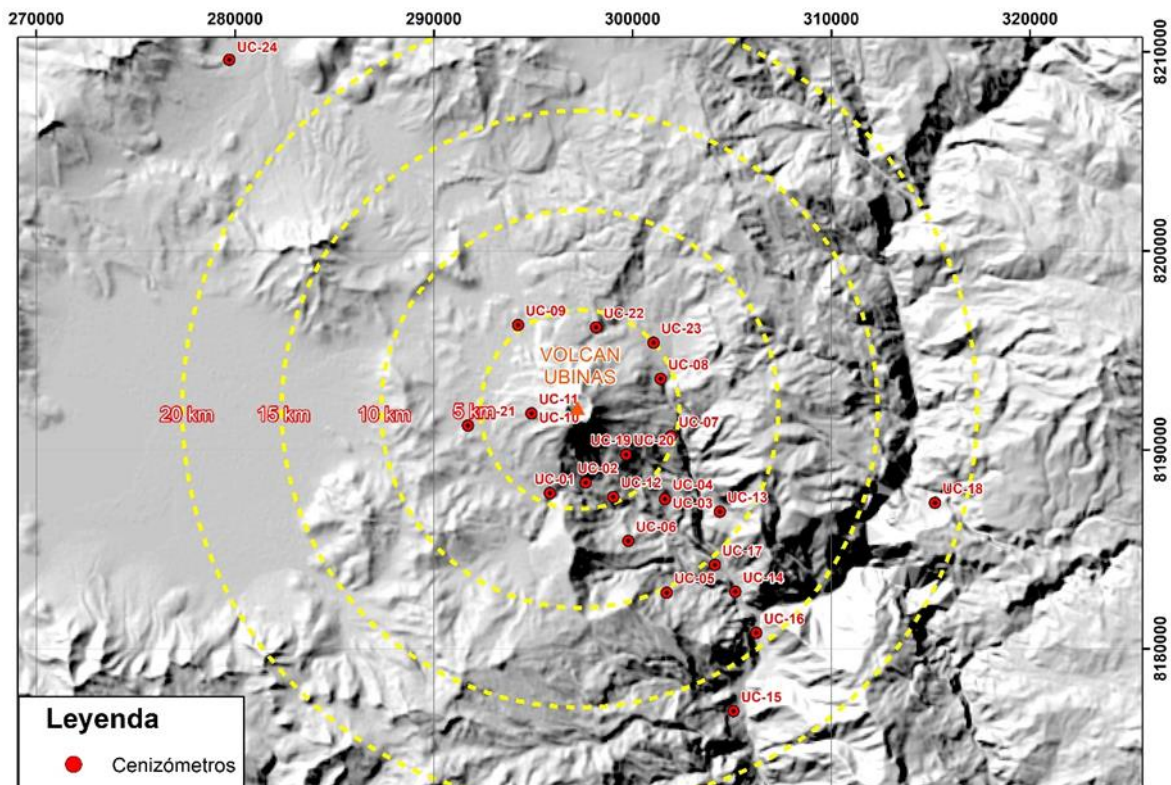 270000
280000
290000
300000
310000
320000
UC-24
8210000
8200000
UC-09
UC-22
UC-23
VOLCAN
UBINAS
UC-08
UC-11
20 km
15 km
10 km
5 km
-21
UC-10
UC-07
UC-19
UC-20
8190000
UC-02
UC-01
UC-12
UC-04
UC-03
UC-13
UC-18
UC-06
UC-17
UC-05
UC-14
UC-16
8180000
UC-15
Leyenda
Cenizómetros